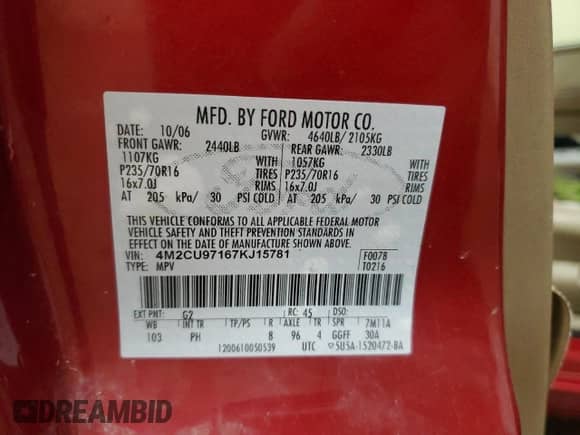 MFD. BY FORD MOTOR CO.
DATE: 10/06 GVWR: 4640LB/ 2105KG
FRONT GAWR: 2440LB REAR GAWR: 2330LB
1107KG WITH 1057KG WITH
P235/70R16 TIRES P235/70R16 TIRES
16x7.0J RIMS 16x7.0J RIMS
AT 205 kPa/ 30 PSI COLD AT 205 kPa/ 30 PSI COLD
THIS VEHICLE CONFORMS TO ALL APPLICABLE FEDERAL MOTOR
VEHICLE SAFETY AND THEFT PREVENTION STANDARDS IN
EFFECT ON THE DATE OF MANUFACTURE SHOWN ABOVE.
VIN: 4M2CU97167KJ15781 F0078
TYPE: MPV T0216
EXT PNT: G2 RC: 45 DSO:
WB INT TR TP/PS R AXLE TR SPR 7M11A
103 PH 8 96 4 GGFF 30A
1200610050539 UTC 5U5A-1520472-BA
DREAMBID